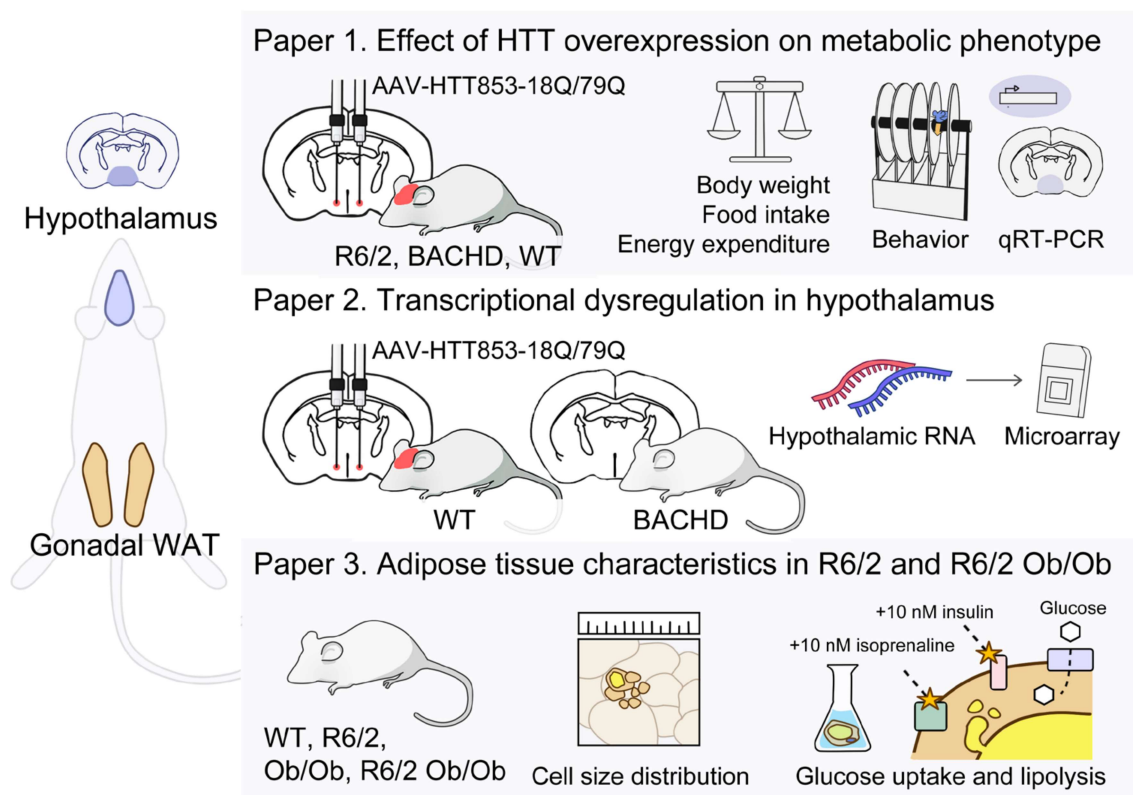 Hypothalamus
Gonadal WAT
Paper 1. Effect of HTT overexpression on metabolic phenotype
AAV-HTT853-18Q/79Q
R6/2, BACHD, WT
Body weight
Food intake
Energy expenditure
Behavior
qRT-PCR
Paper 2. Transcriptional dysregulation in hypothalamus
AAV-HTT853-18Q/79Q
WT
BACHD
Hypothalamic RNA
Microarray
Paper 3. Adipose tissue characteristics in R6/2 and R6/2 Ob/Ob
WT, R6/2,
Ob/Ob, R6/2 Ob/Ob
Cell size distribution
+10 nM insulin
Glucose
+10 nM isoprenaline
Glucose uptake and lipolysis